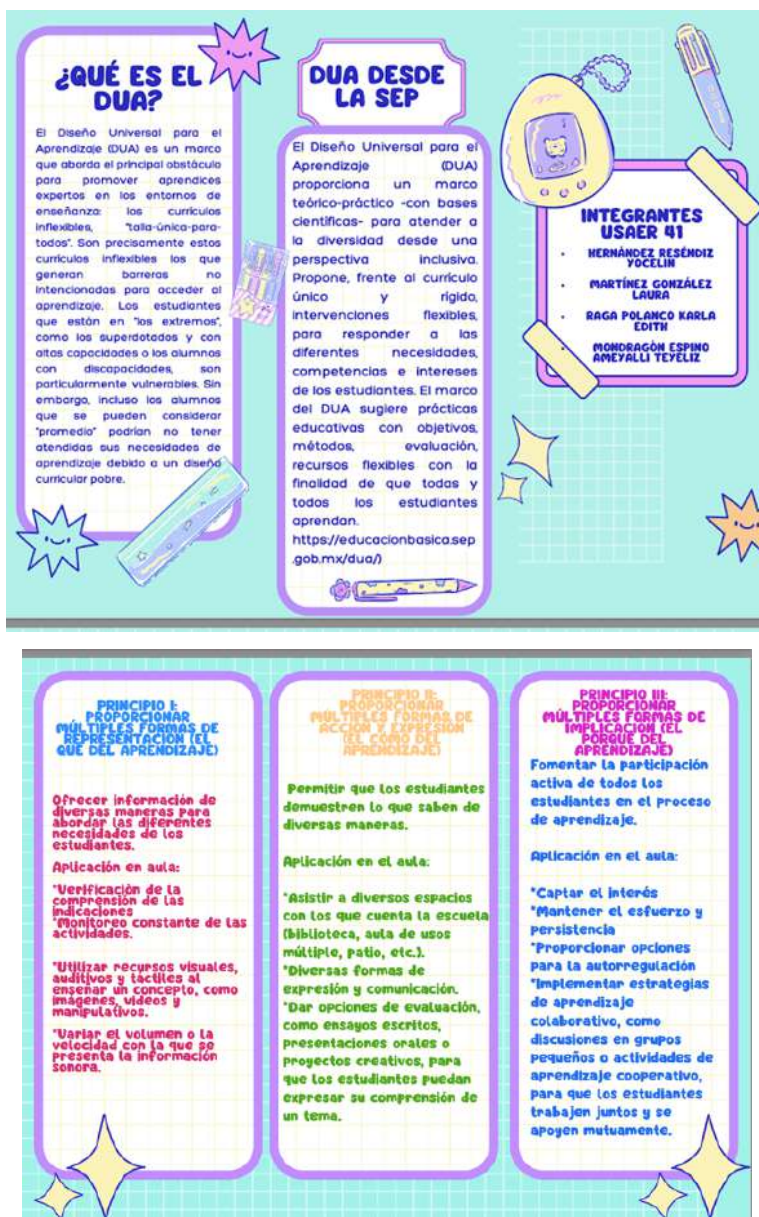 ¿QUÉ ES EL
DUA?
El Diseño Universal para el
Aprendizaje (DUA) es un marco
que aborda el principal obstáculo
para promover aprendices
expertos en los entornos de
enseñanza: los currículos
inflexibles, "talla-única-para-
todos". Son precisamente estos
currículos inflexibles los que
generan barreras no
intencionadas para acceder al
aprendizaje. Los estudiantes
que están en "los extremos",
como los superdotados y con
altas capacidades o los alumnos
con discapacidades, son
particularmente vulnerables. Sin
embargo, incluso los alumnos
que se pueden considerar
"promedio" podrían no tener
atendidas sus necesidades de
aprendizaje debido a un diseño
curricular pobre.
DUA DESDE
LA SEP
El Diseño Universal para el
Aprendizaje (DUA)
proporciona un marco
teórico-práctico -con bases
científicas- para atender a
la diversidad desde una
perspectiva inclusiva.
Propone, frente al currículo
único y rígido,
intervenciones flexibles,
para responder a las
diferentes necesidades,
competencias e intereses
de los estudiantes. El marco
del DUA sugiere prácticas
educativas con objetivos,
métodos, evaluación,
recursos flexibles con la
finalidad de que todas y
todos los estudiantes
aprendan.
https://educacionbasica.sep
.gob.mx/dua/)
INTEGRANTES
USAER 41
• HERNÁNDEZ RESÉNDIZ
YOCELIN
• MARTÍNEZ GONZÁLEZ
LAURA
• RAGA POLANCO KARLA
EDITH
• MONDRAGÓN ESPINO
AMEYALLI TEYELIZ
PRINCIPIO I:
PROPORCIONAR
MÚLTIPLES FORMAS DE
REPRESENTACIÓN (EL
QUÉ DEL APRENDIZAJE)
Ofrecer información de
diversas maneras para
abordar las diferentes
necesidades de los
estudiantes.
Aplicación en aula:
*Verificación de la
comprensión de las
indicaciones
*Monitoreo constante de las
actividades.
*Utilizar recursos visuales,
auditivos y táctiles al
enseñar un concepto, como
imágenes, videos y
manipulativos.
*Variar el volumen o la
velocidad con la que se
presenta la información
sonora.
PRINCIPIO II:
PROPORCIONAR
MÚLTIPLES FORMAS DE
ACCIÓN Y EXPRESIÓN
(EL CÓMO DEL
APRENDIZAJE)
Permitir que los estudiantes
demuestren lo que saben de
diversas maneras.
Aplicación en el aula:
*Asistir a diversos espacios
con los que cuenta la escuela
(biblioteca, aula de usos
múltiple, patio, etc.).
*Diversas formas de
expresión y comunicación.
*Dar opciones de evaluación,
como ensayos escritos,
presentaciones orales o
proyectos creativos, para
que los estudiantes puedan
expresar su comprensión de
un tema.
PRINCIPIO III:
PROPORCIONAR
MÚLTIPLES FORMAS DE
IMPLICACIÓN (EL
PORQUÉ DEL
APRENDIZAJE)
Fomentar la participación
activa de todos los
estudiantes en el proceso
de aprendizaje.
Aplicación en el aula:
*Captar el interés
*Mantener el esfuerzo y
persistencia
*Proporcionar opciones
para la autorregulación
*Implementar estrategias
de aprendizaje
colaborativo, como
discusiones en grupos
pequeños o actividades de
aprendizaje cooperativo,
para que los estudiantes
trabajen juntos y se
apoyen mutuamente.